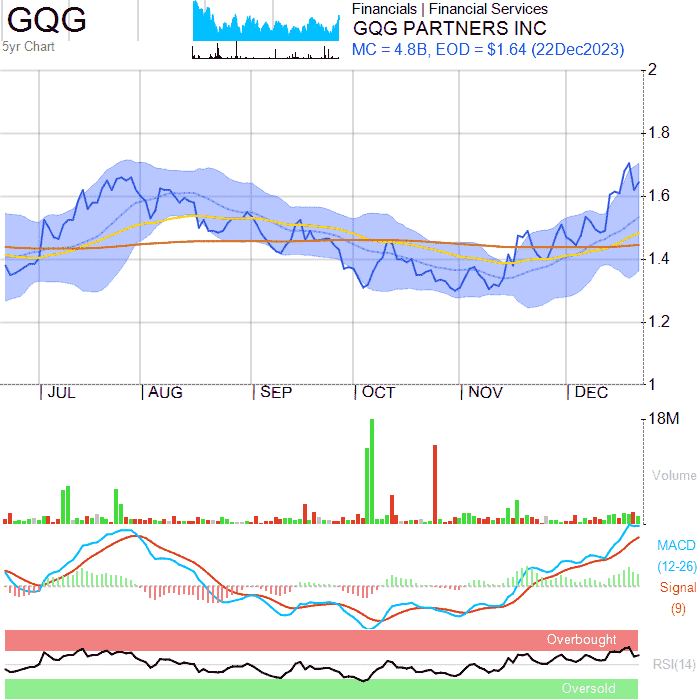 GQG
5yr Chart
Financials | Financial Services
GQG PARTNERS INC
MC = 4.8B, EOD = $1.64 (22Dec2023)
2
1.8
1.6
1.4
1.2
1
| JUL | AUG | SEP | OCT | NOV | DEC
18M
Volume
MACD
(12-26)
Signal
(9)
Overbought
RSI(14)
Oversold